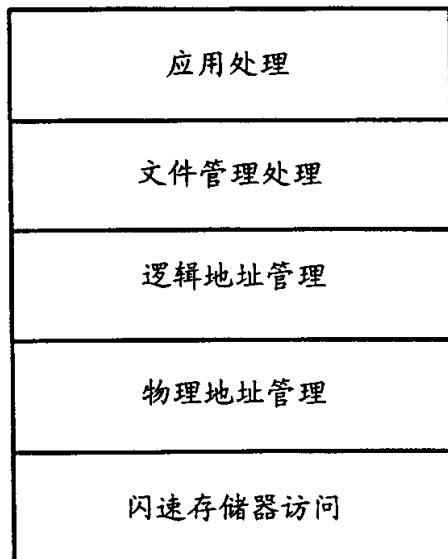 应用处理
文件管理处理
逻辑地址管理
物理地址管理
闪速存储器访问